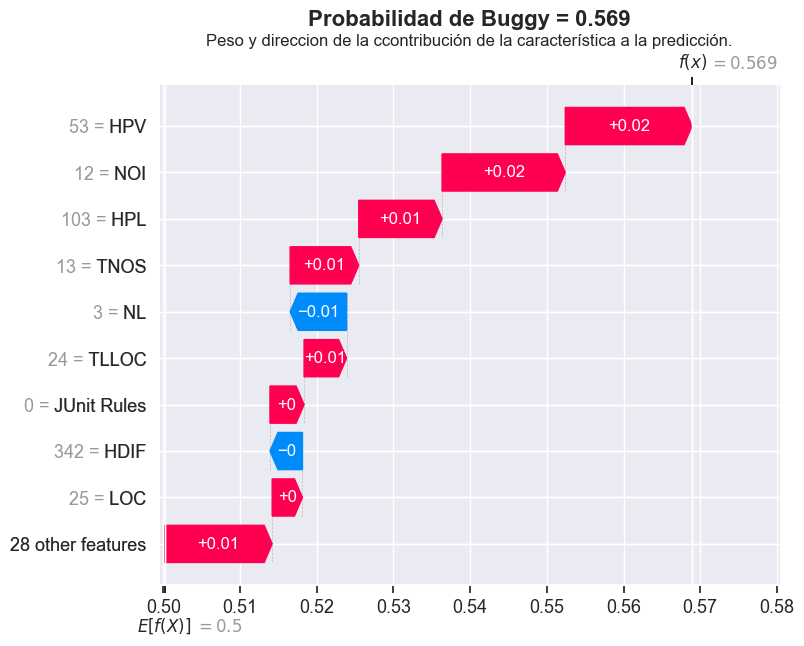 Probabilidad de Buggy = 0.569
Peso y direccion de la ccontribución de la característica a la predicción.
f(x) = 0.569
53 = HPV +0.02
12 = NOI +0.02
103 = HPL +0.01
13 = TNOS +0.01
3 = NL −0.01
24 = TLLOC +0.01
0 = JUnit Rules +0
342 = HDIF −0
25 = LOC +0
28 other features +0.01
0.50 0.51 0.52 0.53 0.54 0.55 0.56 0.57 0.58
E[f(X)] = 0.5